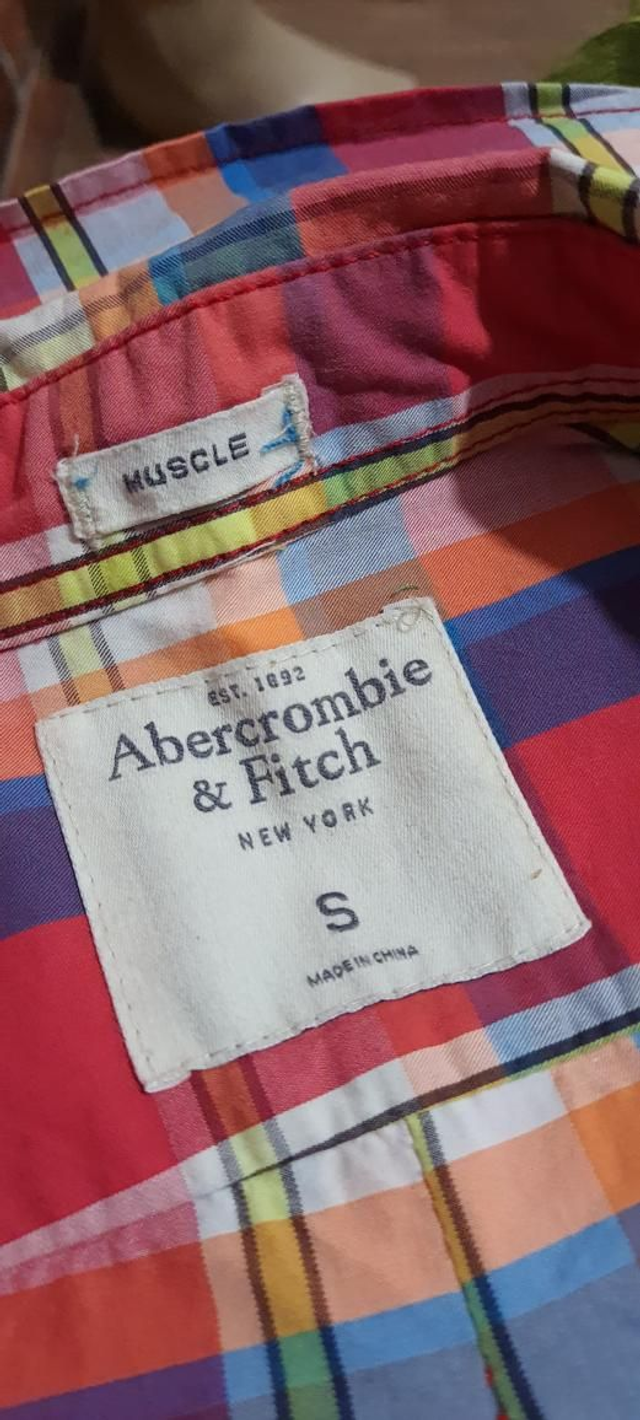 MUSCLE
EST. 1892
Abercrombie
& Fitch
NEW YORK
S
MADE IN CHINA